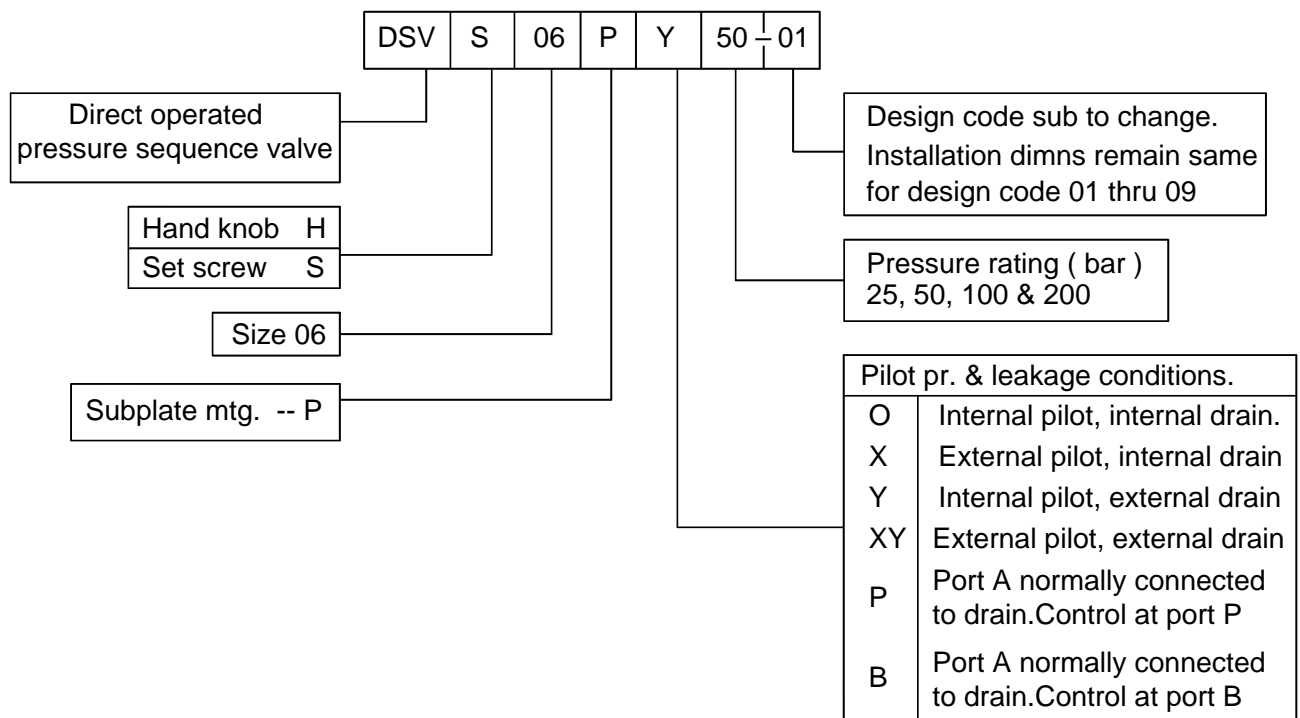 DSV S 06 P Y 50 – 01
Direct operated
pressure sequence valve
Hand knob H
Set screw S
Size 06
Subplate mtg. -- P
Design code sub to change.
Installation dimns remain same
for design code 01 thru 09
Pressure rating ( bar )
25, 50, 100 & 200
Pilot pr. & leakage conditions.
O Internal pilot, internal drain.
X External pilot, internal drain
Y Internal pilot, external drain
XY External pilot, external drain
P Port A normally connected
to drain.Control at port P
B Port A normally connected
to drain.Control at port B